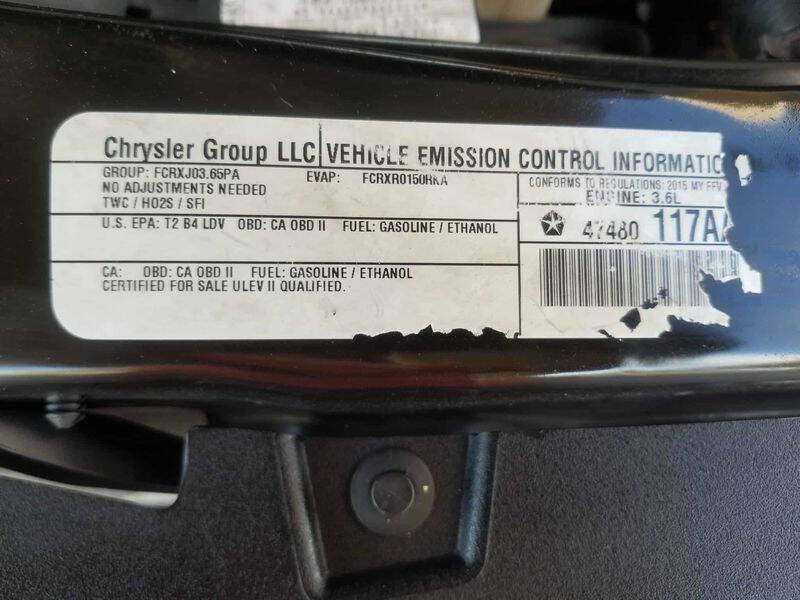 Chrysler Group LLC VEHICLE EMISSION CONTROL INFORMATIC
GROUP: FCRXJ03.65PA EVAP: FCRXR0150RKA
NO ADJUSTMENTS NEEDED
TWC / HO2S / SFI
CONFORMS TO REGULATIONS: 2015 MY FFV
ENGINE: 3.6L
U.S. EPA: T2 B4 LDV OBD: CA OBD II FUEL: GASOLINE / ETHANOL
47480 117A
CA: OBD: CA OBD II FUEL: GASOLINE / ETHANOL
CERTIFIED FOR SALE ULEV II QUALIFIED.